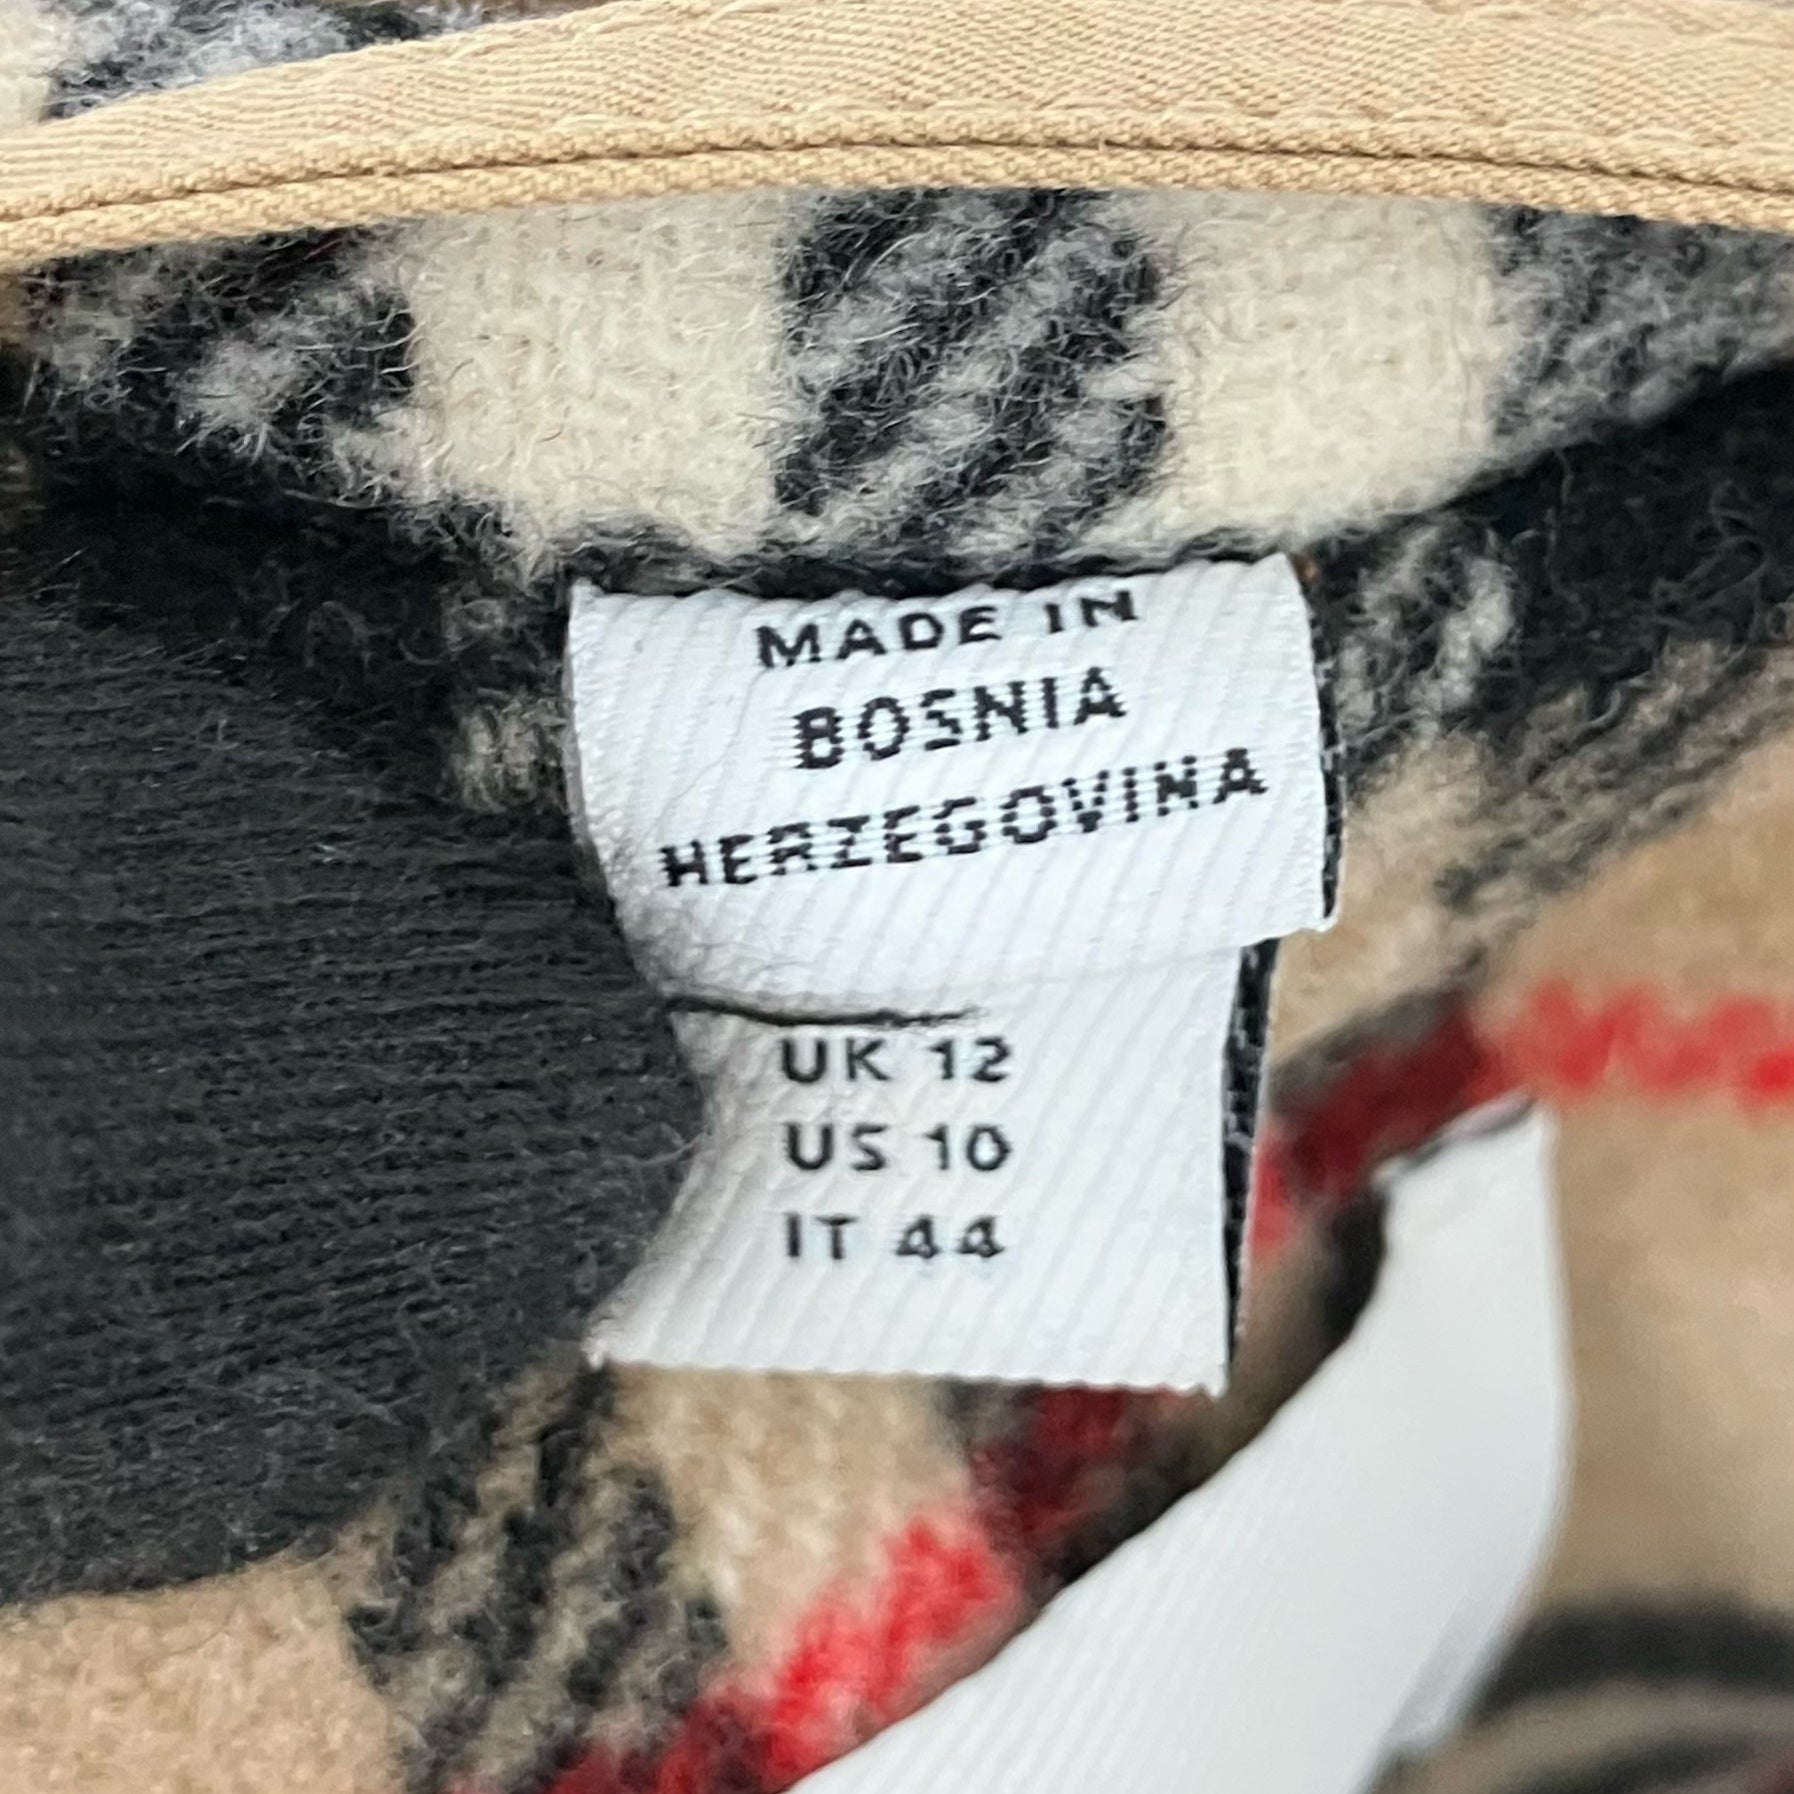 MADE IN
BOSNIA
HERZEGOVINA
UK 12
US 10
IT 44